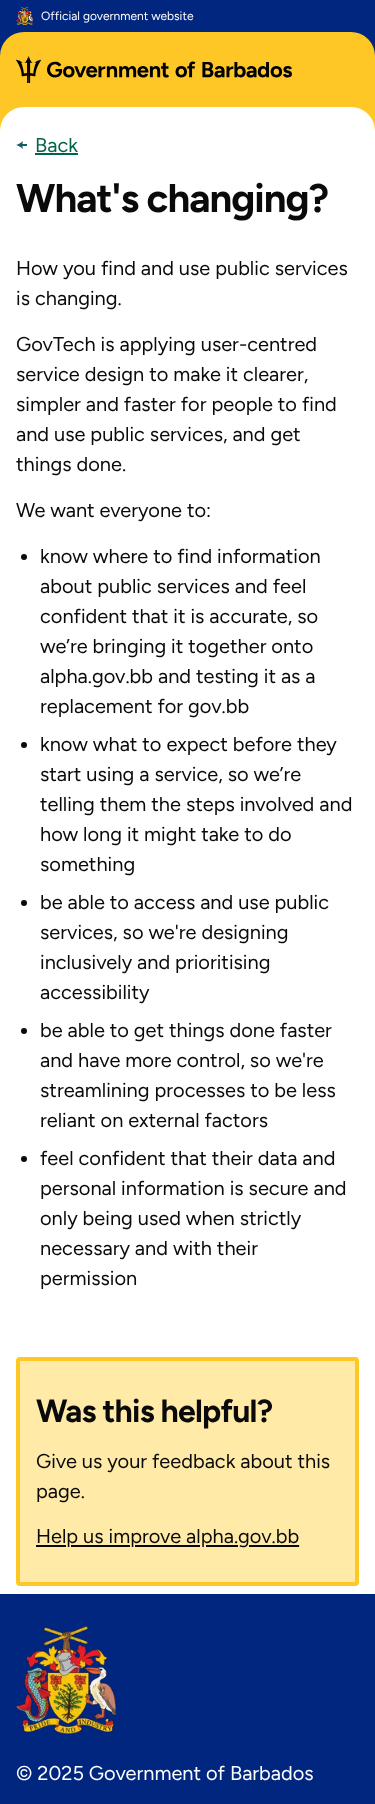 Official government website
Government of Barbados
← Back
What's changing?
How you find and use public services
is changing.
GovTech is applying user-centred
service design to make it clearer,
simpler and faster for people to find
and use public services, and get
things done.
We want everyone to:
• know where to find information
about public services and feel
confident that it is accurate, so
we’re bringing it together onto
alpha.gov.bb and testing it as a
replacement for gov.bb
• know what to expect before they
start using a service, so we’re
telling them the steps involved and
how long it might take to do
something
• be able to access and use public
services, so we're designing
inclusively and prioritising
accessibility
• be able to get things done faster
and have more control, so we're
streamlining processes to be less
reliant on external factors
• feel confident that their data and
personal information is secure and
only being used when strictly
necessary and with their
permission
Was this helpful?
Give us your feedback about this
page.
Help us improve alpha.gov.bb
PRIDE AND INDUSTRY
© 2025 Government of Barbados